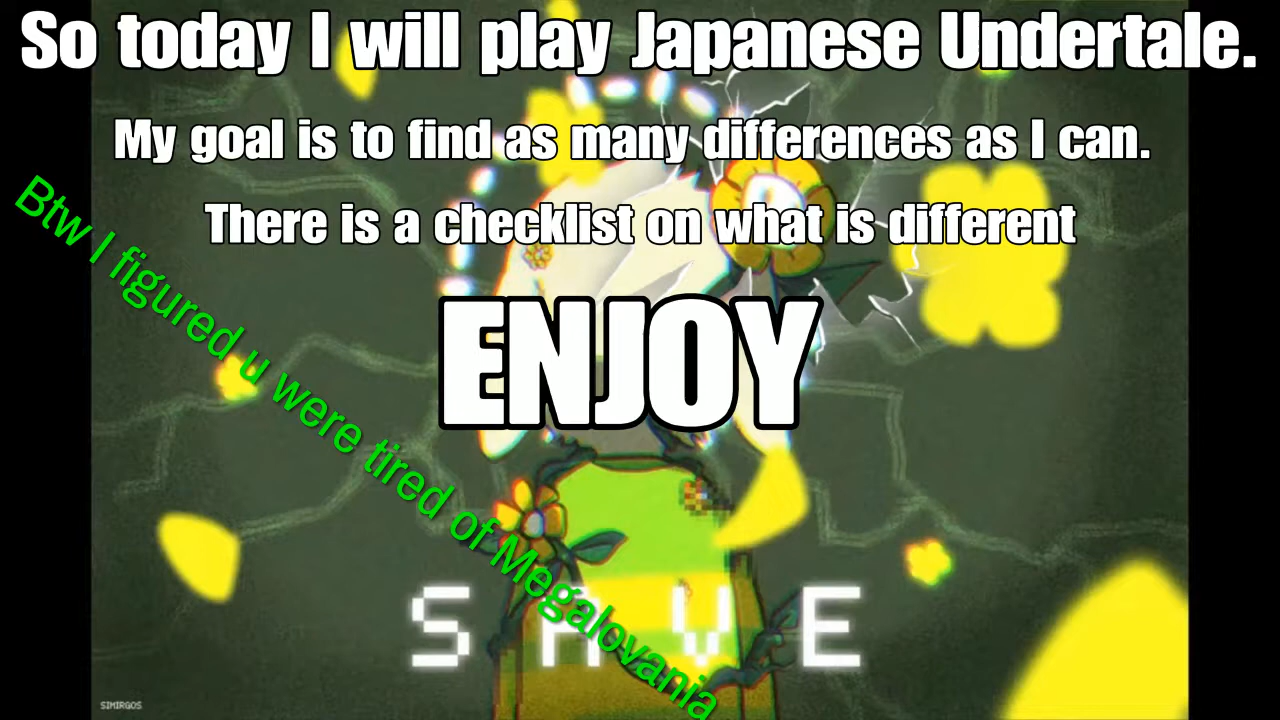 So today I will play Japanese Undertale.
My goal is to find as many differences as I can.
There is a checklist on what is different
ENJOY
Btw I figured u were tired of Megalovania
S A V E
SIMIRGOS